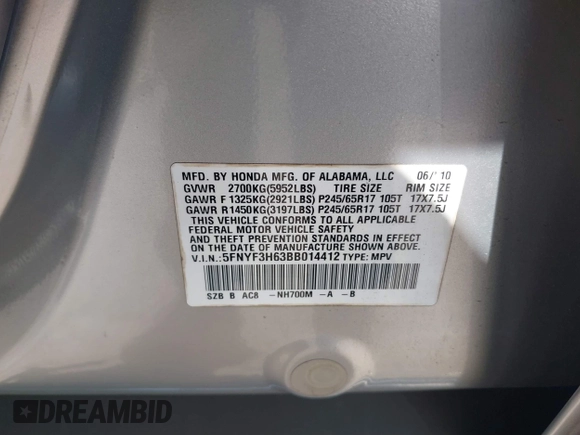 MFD. BY HONDA MFG. OF ALABAMA, LLC 06/'10
GVWR 2700KG(5952LBS) TIRE SIZE RIM SIZE
GAWR F 1325KG(2921LBS) P245/65R17 105T 17X7.5J
GAWR R 1450KG(3197LBS) P245/65R17 105T 17X7.5J
THIS VEHICLE CONFORMS TO ALL APPLICABLE
FEDERAL MOTOR VEHICLE SAFETY
AND THEFT PREVENTION STANDARDS IN EFFECT
ON THE DATE OF MANUFACTURE SHOWN ABOVE.
V.I.N.:5FNYF3H63BB014412 TYPE: MPV
SZB B AC8 -NH700M -A -B
DREAMBID